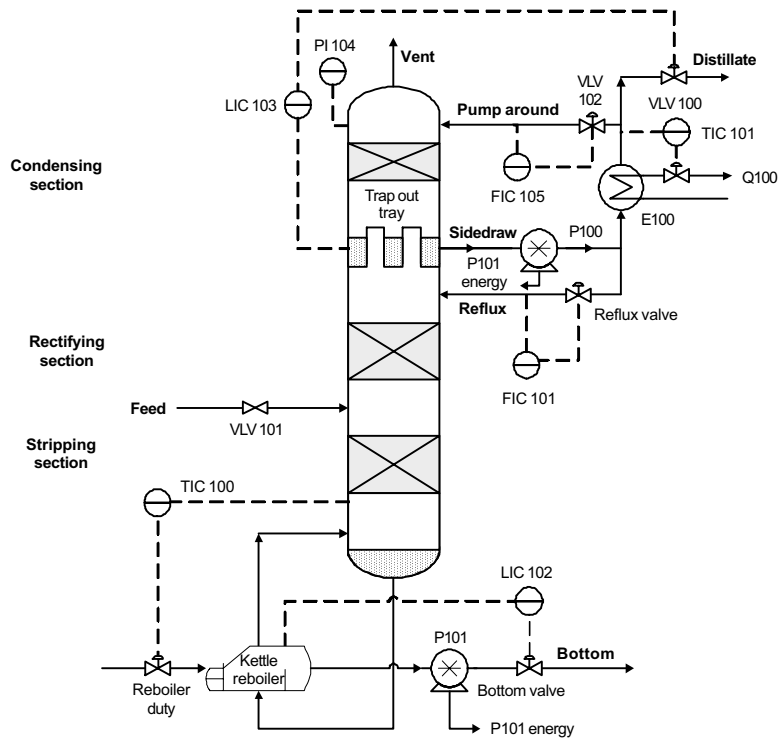 PI 104
Vent
Distillate
VLV
102
LIC 103
Pump around
VLV 100
TIC 101
Condensing
section
FIC 105
Q100
Trap out
tray
E100
Sidedraw
P100
P101
energy
Reflux
Reflux valve
Rectifying
section
FIC 101
Feed
VLV 101
Stripping
section
TIC 100
LIC 102
P101
Kettle
reboiler
Bottom
Reboiler
duty
Bottom valve
P101 energy